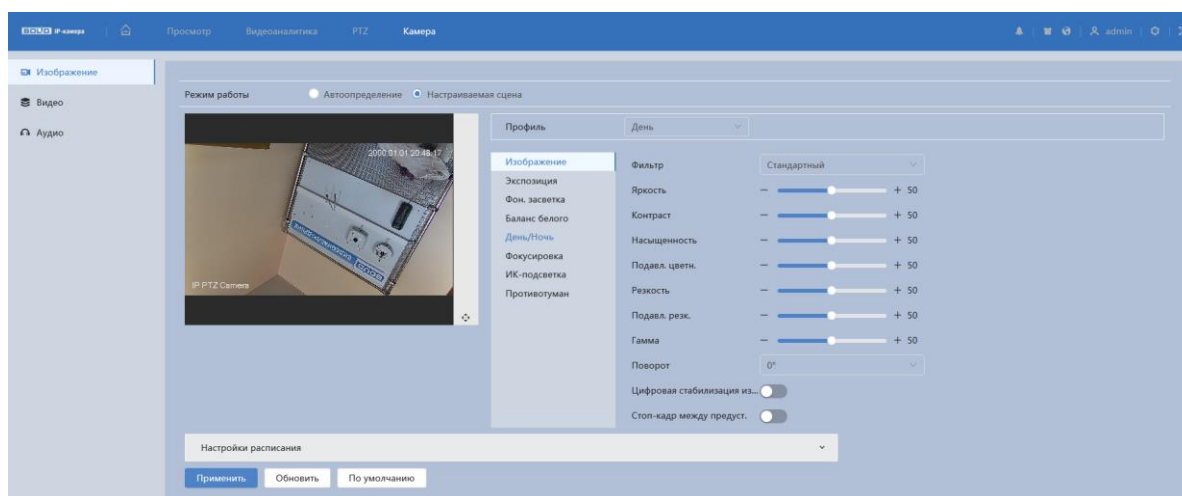 BOLID IP-камера
Просмотр Видеоаналитика PTZ Камера
admin
Изображение
Видео
Аудио
Режим работы Автоопределение Настраиваемая сцена
2000.01.01 20:48:17
IP PTZ Camera
Профиль День
Изображение
Экспозиция
Фон. засветка
Баланс белого
День/Ночь
Фокусировка
ИК-подсветка
Противотуман
Фильтр Стандартный
Яркость − + 50
Контраст − + 50
Насыщенность − + 50
Подавл. цветн. − + 50
Резкость − + 50
Подавл. резк. − + 50
Гамма − + 50
Поворот 0°
Цифровая стабилизация из...
Стоп-кадр между предуст.
Настройки расписания
Применить Обновить По умолчанию